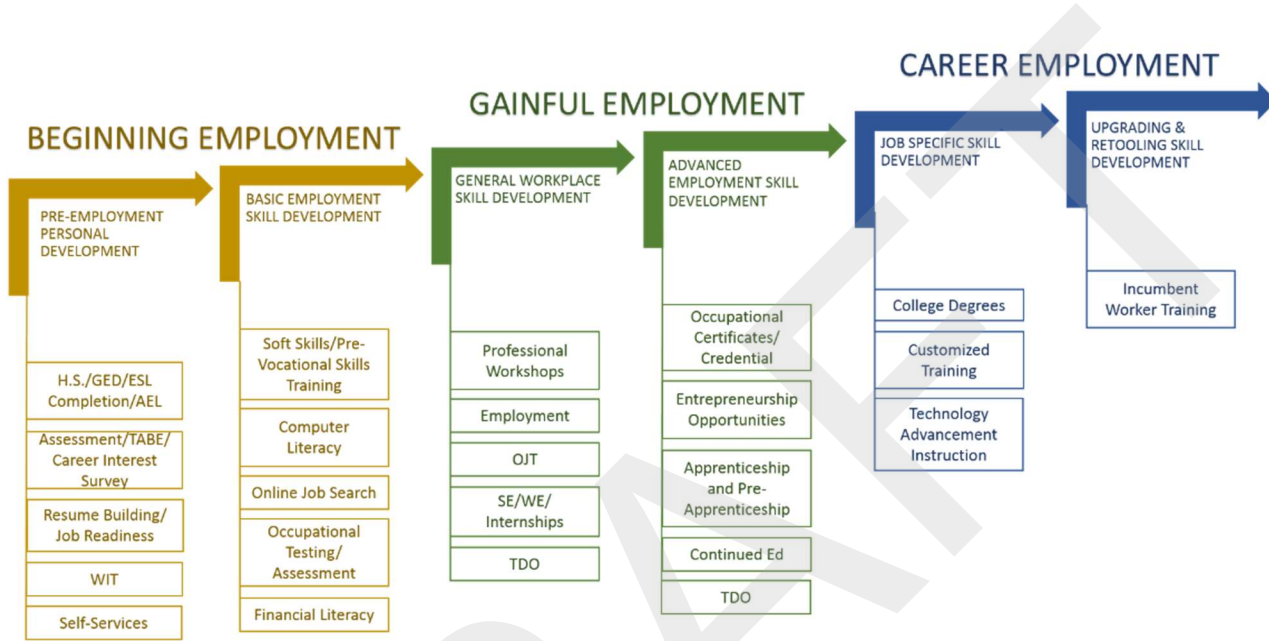 BEGINNING EMPLOYMENT
PRE-EMPLOYMENT
PERSONAL
DEVELOPMENT
H.S./GED/ESL
Completion/AEL
Assessment/TABE/
Career Interest
Survey
Resume Building/
Job Readiness
WIT
Self-Services
BASIC EMPLOYMENT
SKILL DEVELOPMENT
Soft Skills/Pre-
Vocational Skills
Training
Computer
Literacy
Online Job Search
Occupational
Testing/
Assessment
Financial Literacy
GAINFUL EMPLOYMENT
GENERAL WORKPLACE
SKILL DEVELOPMENT
Professional
Workshops
Employment
OJT
SE/WE/
Internships
TDO
ADVANCED
EMPLOYMENT SKILL
DEVELOPMENT
Occupational
Certificates/
Credential
Entrepreneurship
Opportunities
Apprenticeship
and Pre-
Apprenticeship
Continued Ed
TDO
CAREER EMPLOYMENT
JOB SPECIFIC SKILL
DEVELOPMENT
College Degrees
Customized
Training
Technology
Advancement
Instruction
UPGRADING &
RETOOLING SKILL
DEVELOPMENT
Incumbent
Worker Training